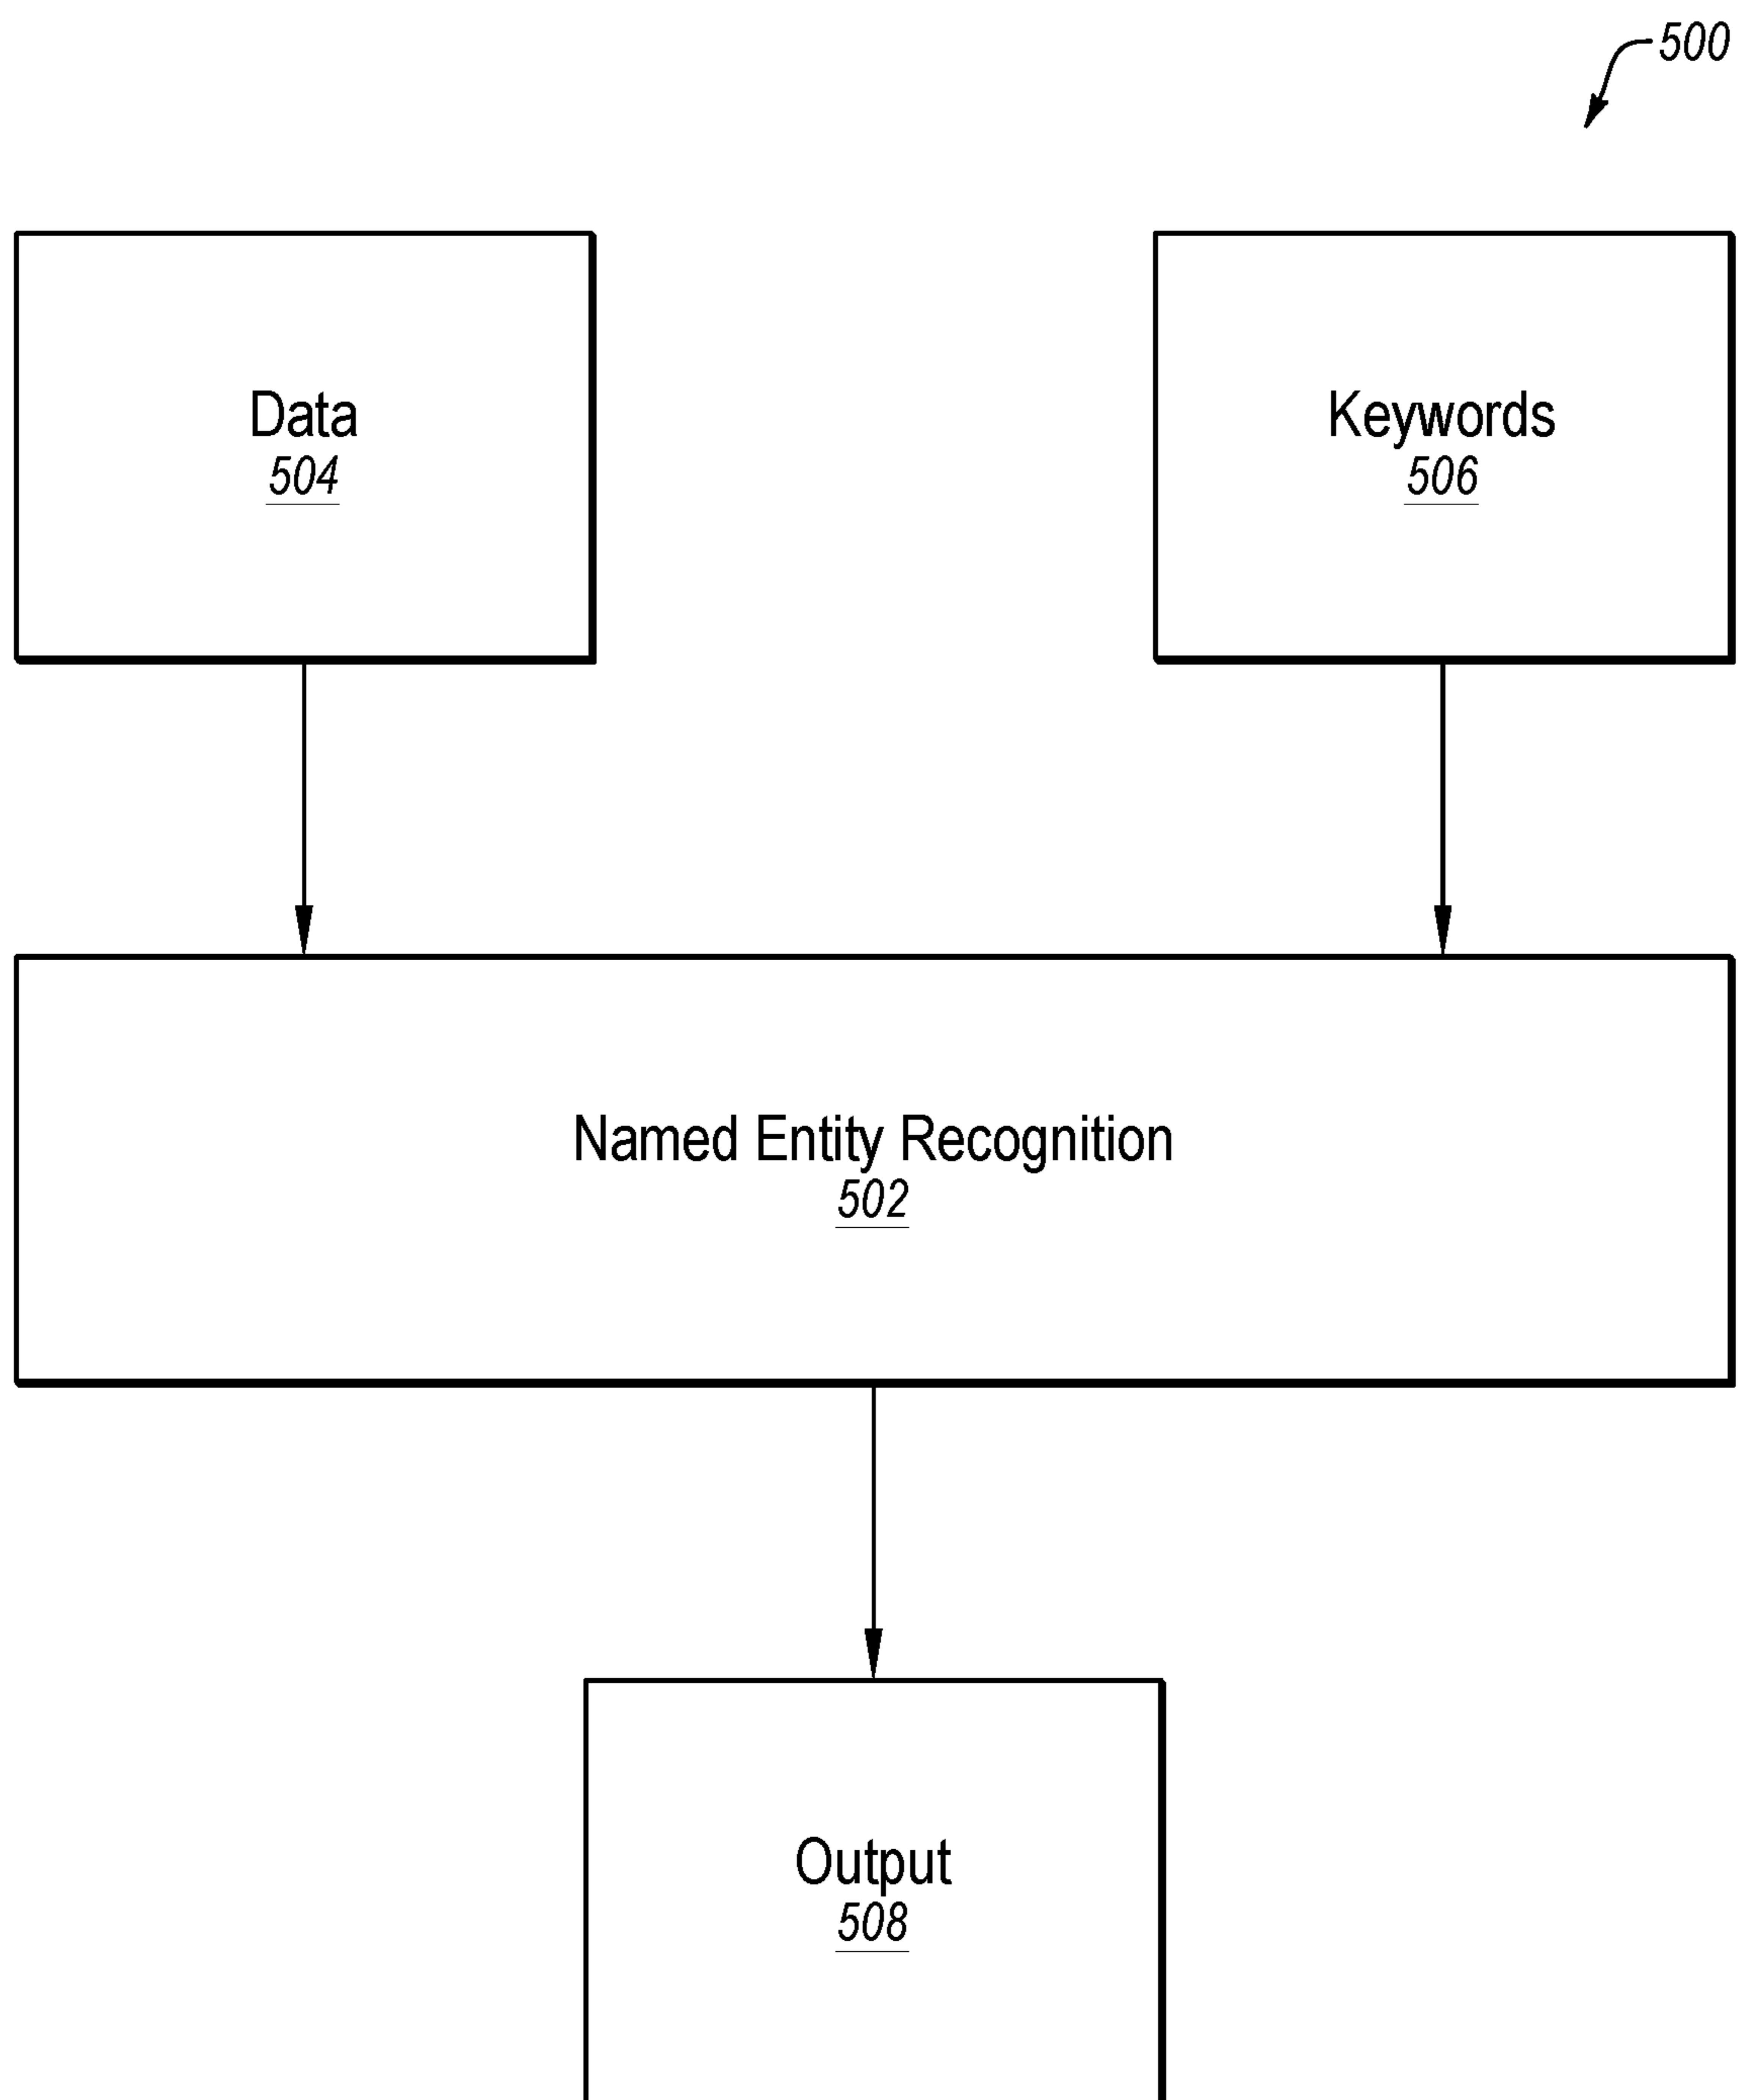 500
Data
504
Keywords
506
Named Entity Recognition
502
Output
508